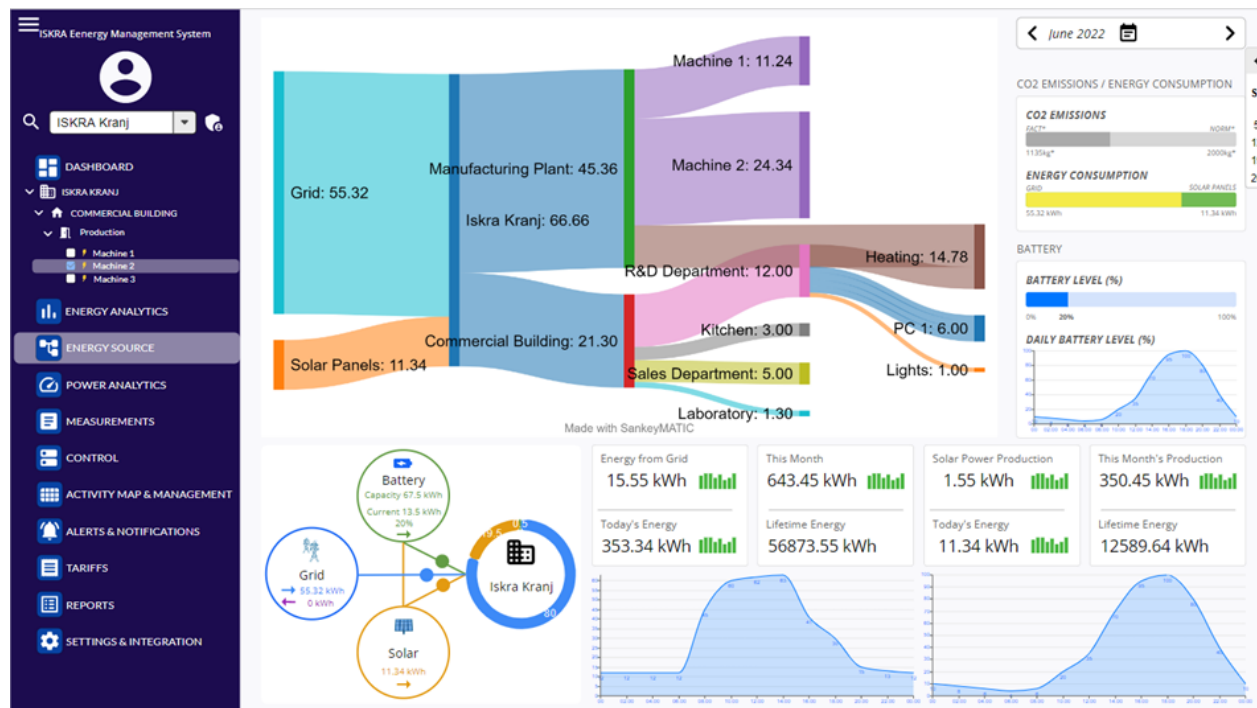 ISKRA Eenergy Management System
ISKRA Kranj
DASHBOARD
ISKRA KRANJ
COMMERCIAL BUILDING
Production
Machine 1
Machine 2
Machine 3
ENERGY ANALYTICS
ENERGY SOURCE
POWER ANALYTICS
MEASUREMENTS
CONTROL
ACTIVITY MAP & MANAGEMENT
ALERTS & NOTIFICATIONS
TARIFFS
REPORTS
SETTINGS & INTEGRATION
Grid: 55.32
Solar Panels: 11.34
Iskra Kranj: 66.66
Manufacturing Plant: 45.36
Commercial Building: 21.30
Machine 1: 11.24
Machine 2: 24.34
R&D Department: 12.00
Kitchen: 3.00
Sales Department: 5.00
Laboratory: 1.30
Heating: 14.78
PC 1: 6.00
Lights: 1.00
Made with SankeyMATIC
June 2022
CO2 EMISSIONS / ENERGY CONSUMPTION
CO2 EMISSIONS
FACT* NORM*
1135kg* 2000kg*
ENERGY CONSUMPTION
GRID SOLAR PANELS
55.32 kWh 11.34 kWh
BATTERY
BATTERY LEVEL (%)
0% 20% 100%
DAILY BATTERY LEVEL (%)
Battery
Capacity 67.5 kWh
Current 13.5 kWh
20%
Grid
55.32 kWh
0 kWh
Solar
11.34 kWh
Iskra Kranj
0.5
19.5
80
Energy from Grid
15.55 kWh
Today's Energy
353.34 kWh
This Month
643.45 kWh
Lifetime Energy
56873.55 kWh
Solar Power Production
1.55 kWh
Today's Energy
11.34 kWh
This Month's Production
350.45 kWh
Lifetime Energy
12589.64 kWh